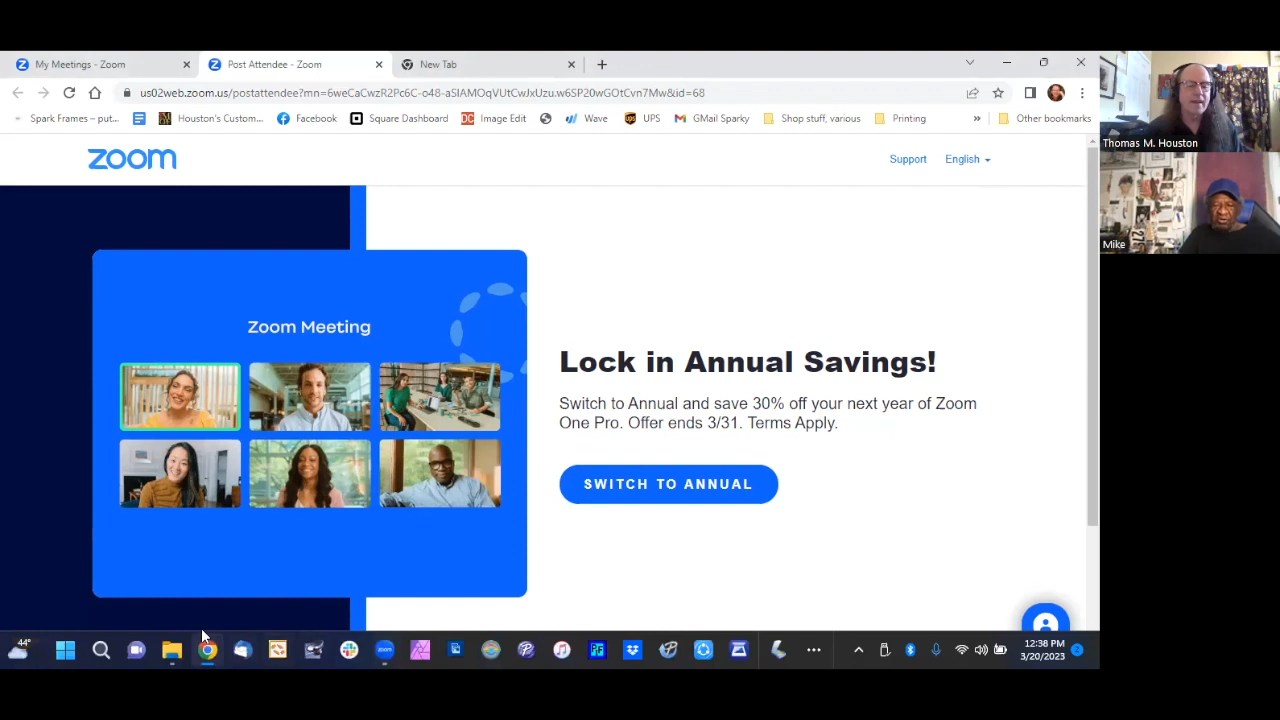 My Meetings - Zoom
Post Attendee - Zoom
New Tab
us02web.zoom.us/postattendee?mn=6weCaCwzR2Pc6C-o48-aSIAMOqVUtCwJxUzu.w6SP20wGOtCvn7Mw&id=68
Spark Frames – put...
Houston's Custom...
Facebook
Square Dashboard
DC Image Edit
Wave
UPS
GMail Sparky
Shop stuff, various
Printing
»
Other bookmarks
zoom
Support
English
Zoom Meeting
Lock in Annual Savings!
Switch to Annual and save 30% off your next year of Zoom
One Pro. Offer ends 3/31. Terms Apply.
SWITCH TO ANNUAL
Thomas M. Houston
Mike
44°
12:38 PM
3/20/2023
2